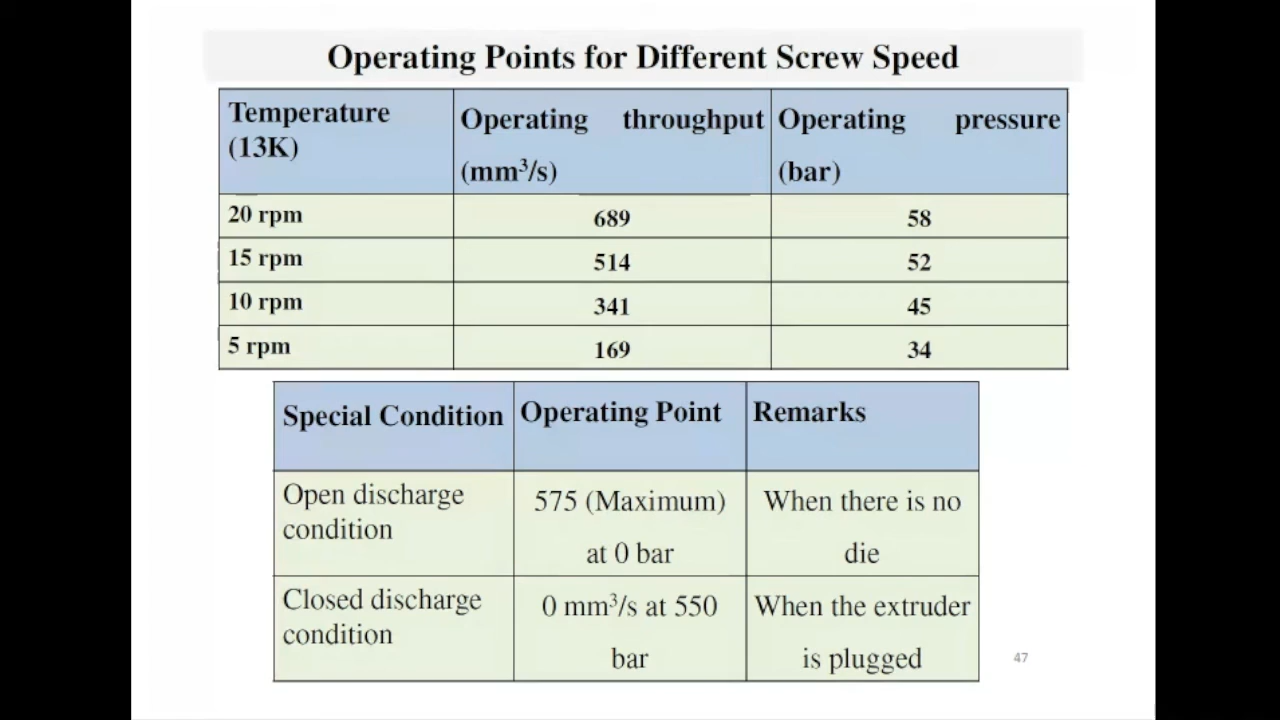 Operating Points for Different Screw Speed
Temperature (13K) Operating throughput (mm³/s) Operating pressure (bar)
20 rpm 689 58
15 rpm 514 52
10 rpm 341 45
5 rpm 169 34
Special Condition Operating Point Remarks
Open discharge condition 575 (Maximum) at 0 bar When there is no die
Closed discharge condition 0 mm³/s at 550 bar When the extruder is plugged
47